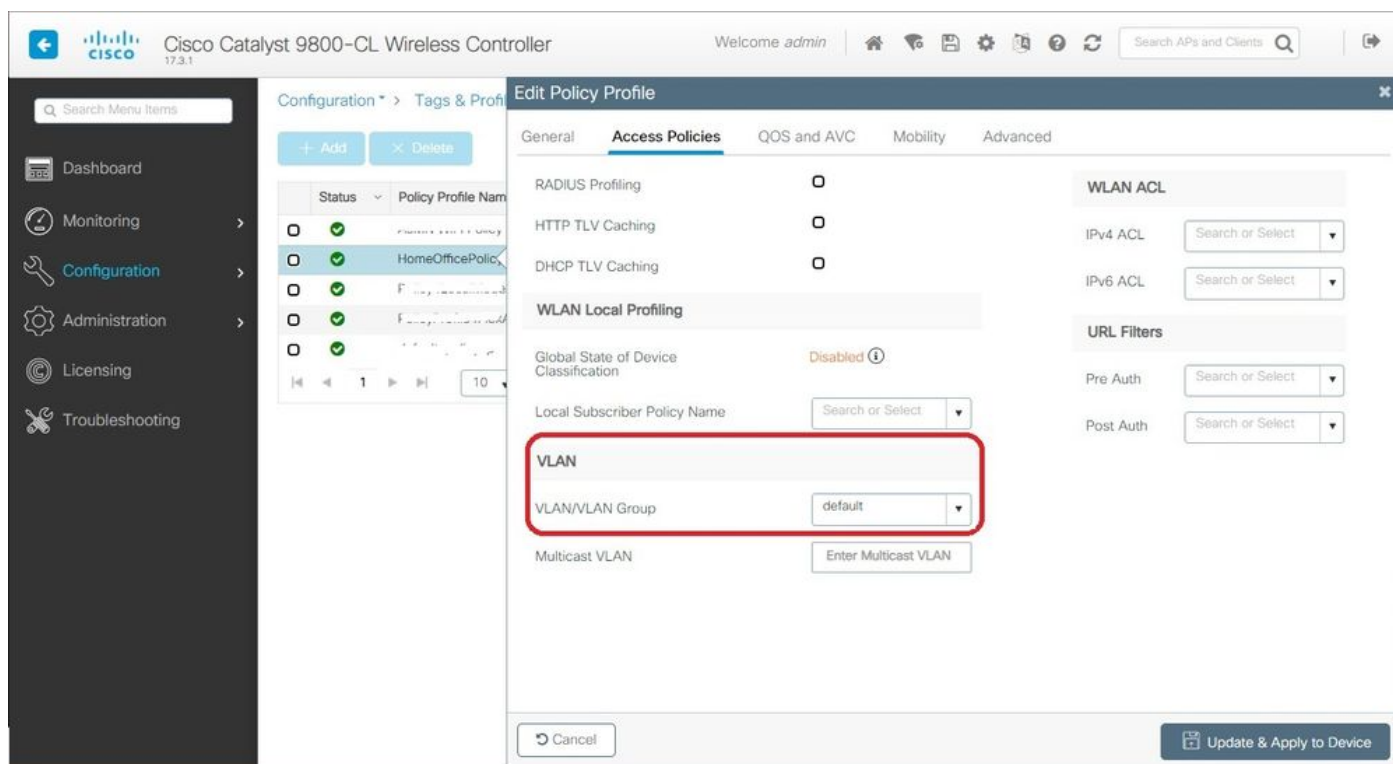 CISCO
Cisco Catalyst 9800-CL Wireless Controller
17.3.1
Welcome admin
Search APs and Clients
Search Menu Items
Dashboard
Monitoring
Configuration
Administration
Licensing
Troubleshooting
Configuration * > Tags & Profil
+ Add
× Delete
Status
Policy Profile Nam
HomeOfficePolic
1
10
Edit Policy Profile
General
Access Policies
QOS and AVC
Mobility
Advanced
RADIUS Profiling
HTTP TLV Caching
DHCP TLV Caching
WLAN Local Profiling
Global State of Device
Classification
Disabled
Local Subscriber Policy Name
Search or Select
VLAN
VLAN/VLAN Group
default
Multicast VLAN
Enter Multicast VLAN
WLAN ACL
IPv4 ACL
Search or Select
IPv6 ACL
Search or Select
URL Filters
Pre Auth
Search or Select
Post Auth
Search or Select
Cancel
Update & Apply to Device